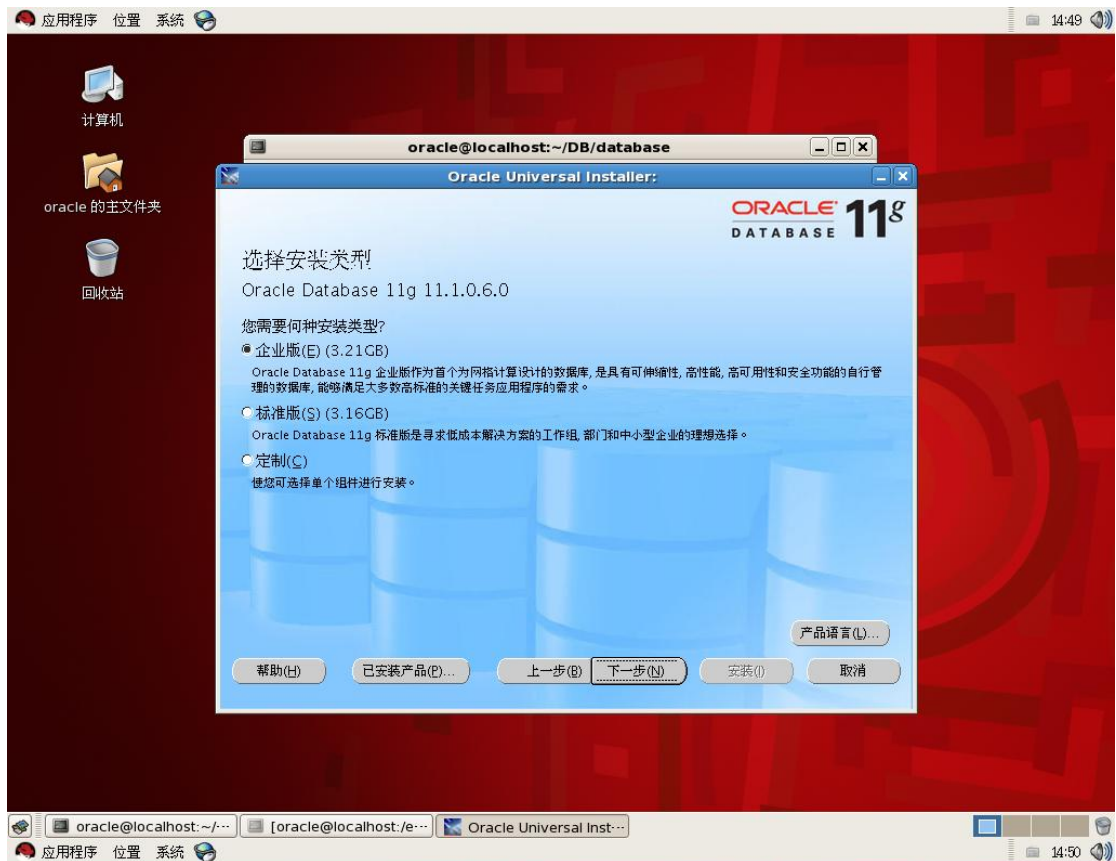 应用程序 位置 系统
14:49
计算机
oracle 的主文件夹
回收站
oracle@localhost:~/DB/database
Oracle Universal Installer:
ORACLE 11g
DATABASE
选择安装类型
Oracle Database 11g 11.1.0.6.0
您需要何种安装类型?
企业版(E) (3.21GB)
Oracle Database 11g 企业版作为首个为网格计算设计的数据库, 是具有可伸缩性, 高性能, 高可用性和安全功能的自行管
理的数据库, 能够满足大多数高标准的关键任务应用程序的需求。
标准版(S) (3.16GB)
Oracle Database 11g 标准版是寻求低成本解决方案的工作组, 部门和中小型企业的理想选择。
定制(C)
使您可选择单个组件进行安装。
产品语言(L)...
帮助(H) 已安装产品(P)... 上一步(B) 下一步(N) 安装(I) 取消
oracle@localhost:~/··· [oracle@localhost:/e··· Oracle Universal Inst···
应用程序 位置 系统
14:50